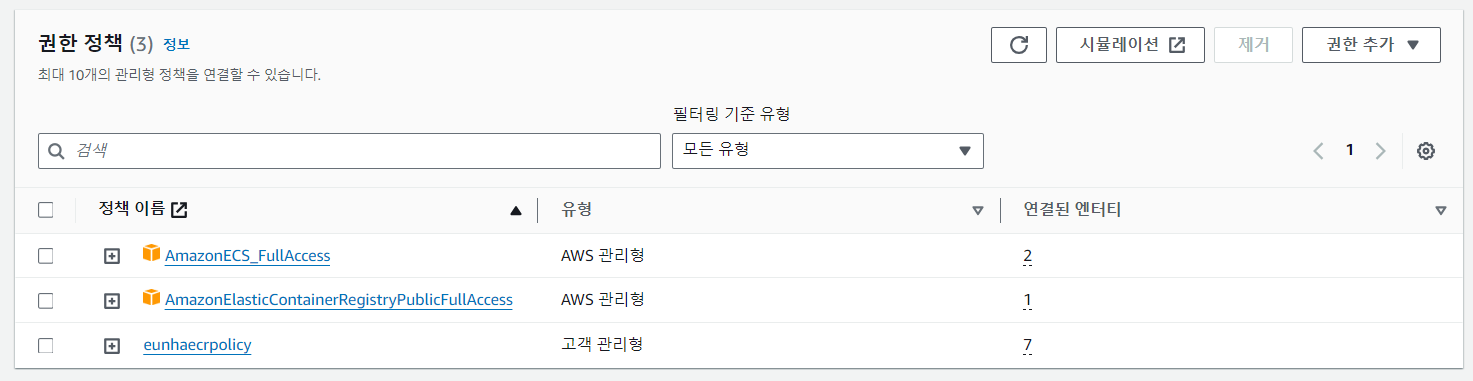 권한 정책 (3) 정보
시뮬레이션
제거
권한 추가
최대 10개의 관리형 정책을 연결할 수 있습니다.
필터링 기준 유형
검색
모든 유형
1
정책 이름 유형 연결된 엔터티
AmazonECS_FullAccess AWS 관리형 2
AmazonElasticContainerRegistryPublicFullAccess AWS 관리형 1
eunhaecrpolicy 고객 관리형 7